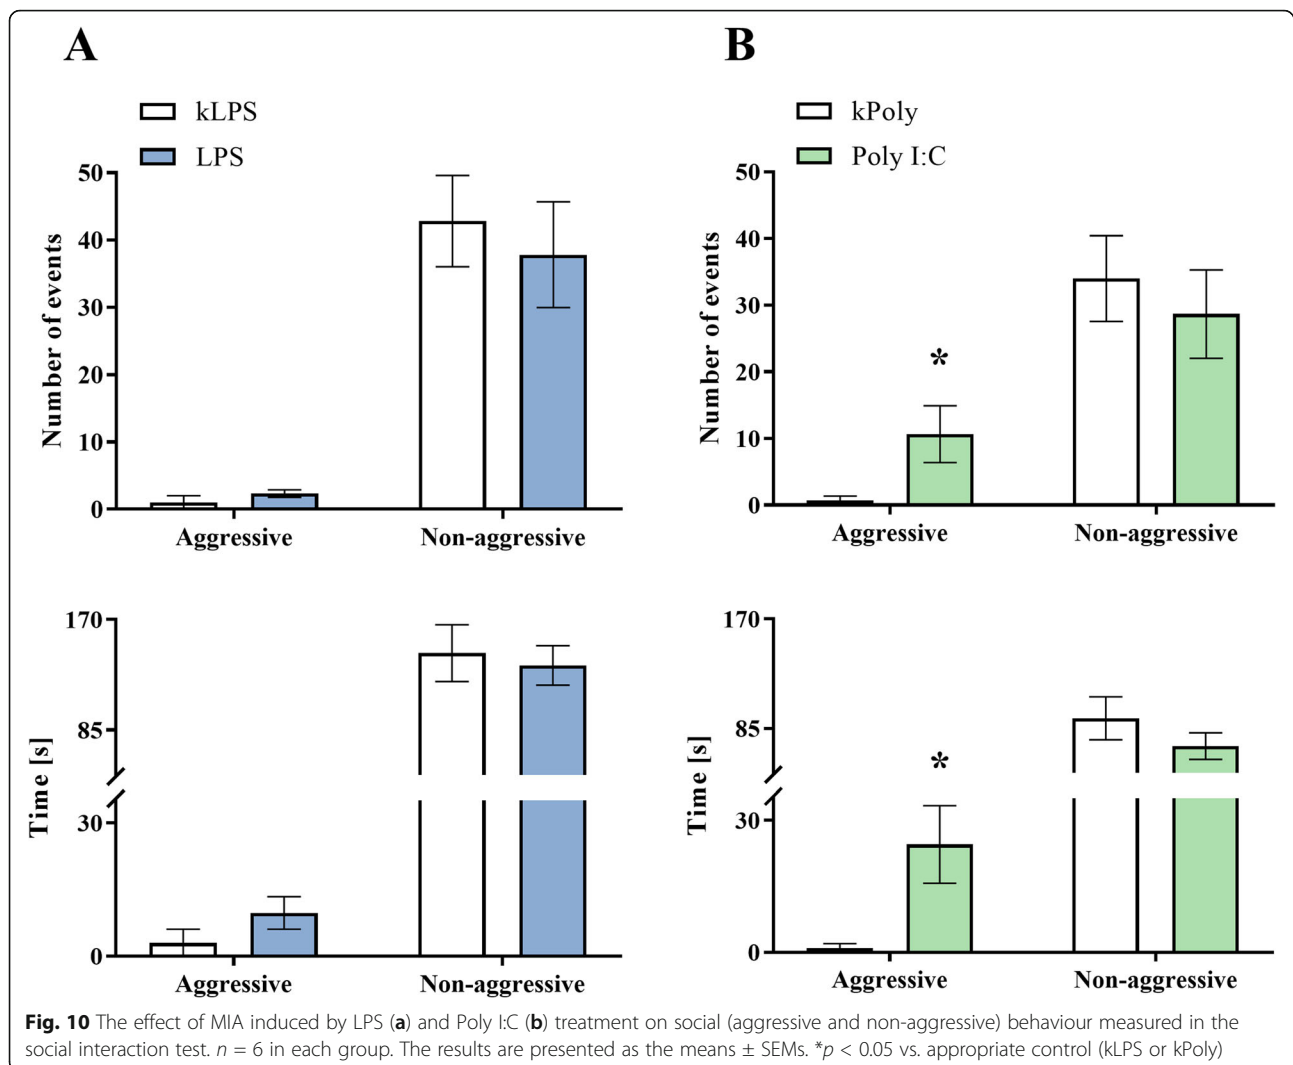 A
kLPS
LPS
50
40
30
20
10
0
Number of events
Aggressive
Non-aggressive
170
85
30
0
Time [s]
Aggressive
Non-aggressive
B
kPoly
Poly I:C
50
40
30
20
10
0
Number of events
*
Aggressive
Non-aggressive
170
85
30
0
Time [s]
*
Aggressive
Non-aggressive
Fig. 10 The effect of MIA induced by LPS (a) and Poly I:C (b) treatment on social (aggressive and non-aggressive) behaviour measured in the
social interaction test. n = 6 in each group. The results are presented as the means ± SEMs. *p < 0.05 vs. appropriate control (kLPS or kPoly)